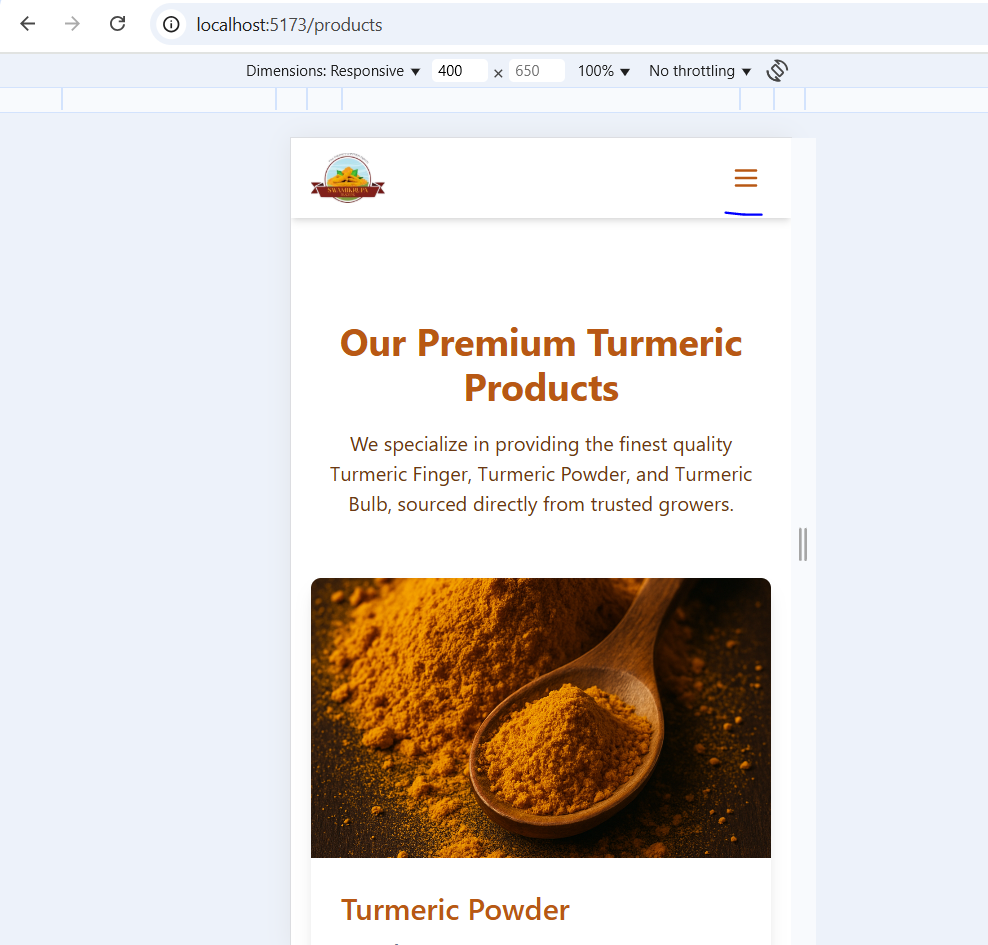 localhost:5173/products
Dimensions: Responsive ▼ 400 × 650 100% ▼ No throttling ▼
SWAMIKRUPA
Our Premium Turmeric
Products
We specialize in providing the finest quality
Turmeric Finger, Turmeric Powder, and Turmeric
Bulb, sourced directly from trusted growers.
Turmeric Powder